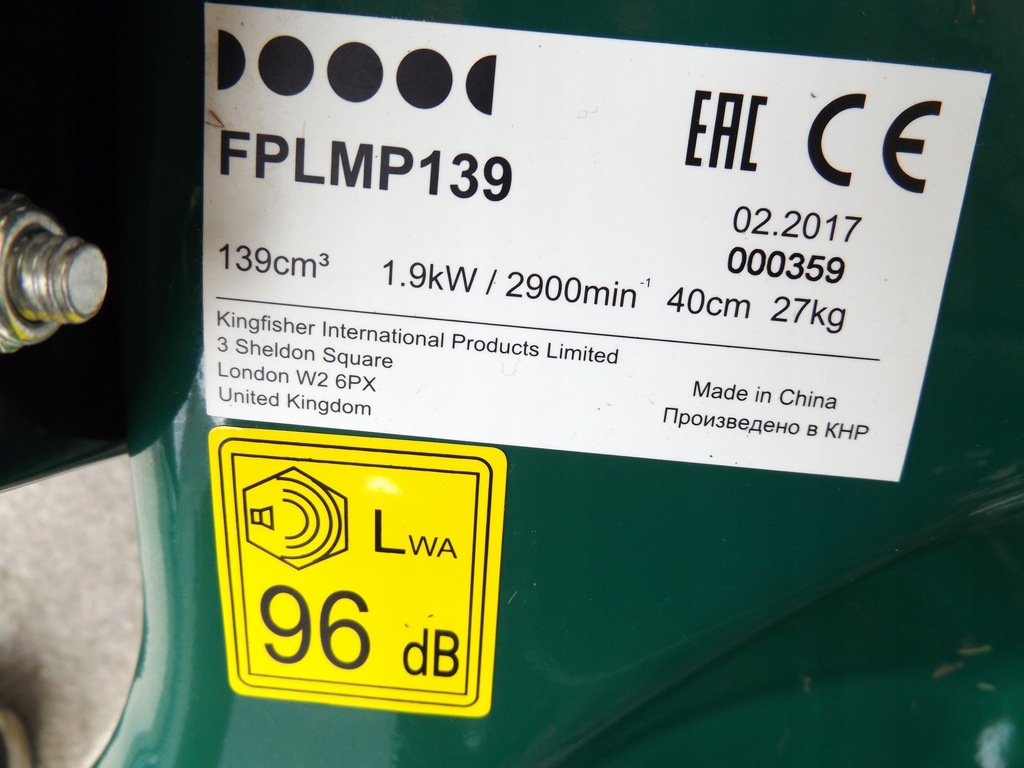 FPLMP139
EAC CE
02.2017
000359
139cm³ 1.9kW / 2900min⁻¹ 40cm 27kg
Kingfisher International Products Limited
3 Sheldon Square
London W2 6PX
United Kingdom
Made in China
Произведено в КНР
LWA
96 dB